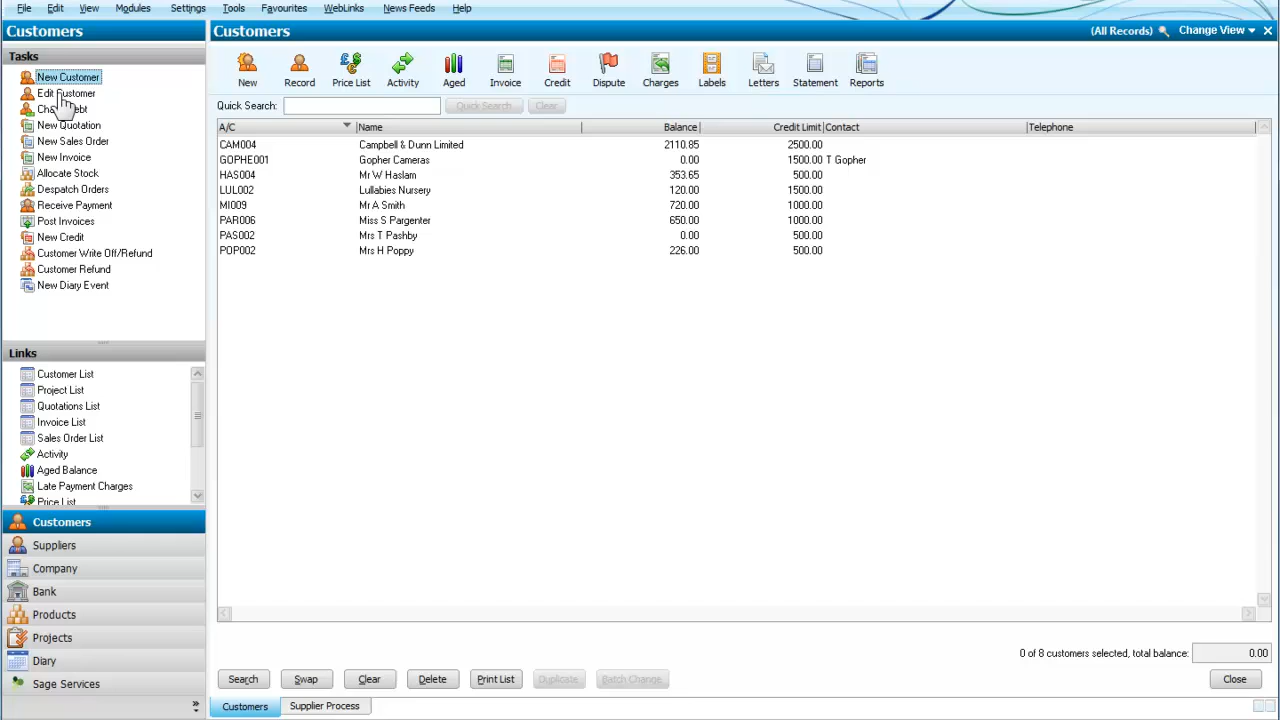 File Edit View Modules Settings Tools Favourites WebLinks News Feeds Help
Customers
Tasks
New Customer
Edit Customer
New Quotation
New Sales Order
New Invoice
Allocate Stock
Despatch Orders
Receive Payment
Post Invoices
New Credit
Customer Write Off/Refund
Customer Refund
New Diary Event
Links
Customer List
Project List
Quotations List
Invoice List
Sales Order List
Activity
Aged Balance
Late Payment Charges
Price List
Customers
Suppliers
Company
Bank
Products
Projects
Diary
Sage Services
Customers (All Records) Change View
New Record Price List Activity Aged Invoice Credit Dispute Charges Labels Letters Statement Reports
Quick Search: Quick Search Clear
A/C Name Balance Credit Limit Contact Telephone
CAM004 Campbell & Dunn Limited 2110.85 2500.00
GOPHE001 Gopher Cameras 0.00 1500.00 T Gopher
HAS004 Mr W Haslam 353.65 500.00
LUL002 Lullabies Nursery 120.00 1500.00
MI009 Mr A Smith 720.00 1000.00
PAR006 Miss S Pargenter 650.00 1000.00
PAS002 Mrs T Pashby 0.00 500.00
POP002 Mrs H Poppy 226.00 500.00
0 of 8 customers selected, total balance: 0.00
Search Swap Clear Delete Print List Duplicate Batch Change Close
Customers Supplier Process